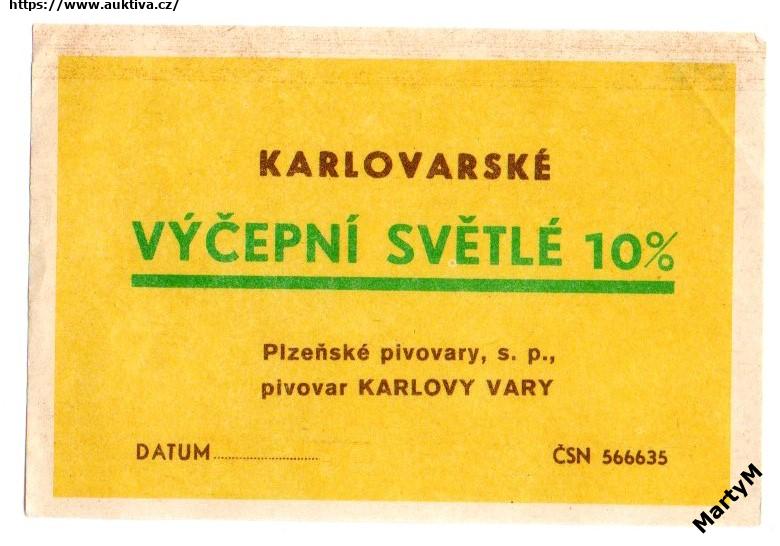 https://www.auktiva.cz/
KARLOVARSKÉ
VÝČEPNÍ SVĚTLÉ 10%
Plzeňské pivovary, s. p.,
pivovar KARLOVY VARY
DATUM....................
ČSN 566635
MartyM